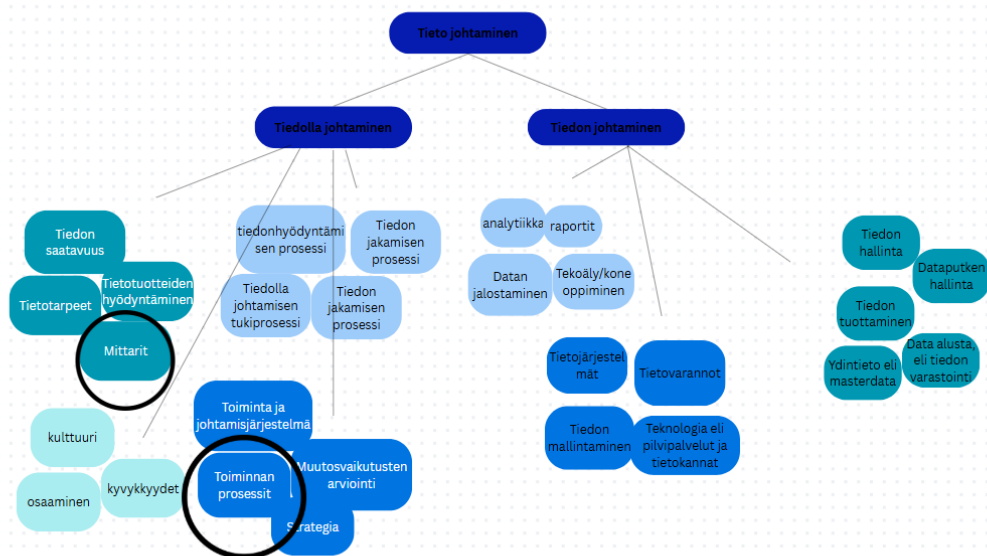 Tieto johtaminen
Tiedolla johtaminen
Tiedon johtaminen
Tiedon
saatavuus
Tietotuotteiden
hyödyntäminen
Tietotarpeet
Mittarit
tiedonhyödyntämi
sen prosessi
Tiedon
jakamisen
prosessi
Tiedolla
johtamisen
tukiprosessi
Tiedon
jakamisen
prosessi
kulttuuri
osaaminen
kyvykkyydet
Toiminta ja
johtamisjärjestelmä
Toiminnan
prosessit
Muutosvaikutusten
arviointi
Strategia
analytiikka
raportit
Datan
jalostaminen
Tekoäly/kone
oppiminen
Tietojärjestel
mät
Tietovarannot
Tiedon
mallintaminen
Teknologia eli
pilvipalvelut ja
tietokannat
Tiedon
hallinta
Dataputken
hallinta
Tiedon
tuottaminen
Data alusta,
eli tiedon
varastointi
Ydintieto eli
masterdata